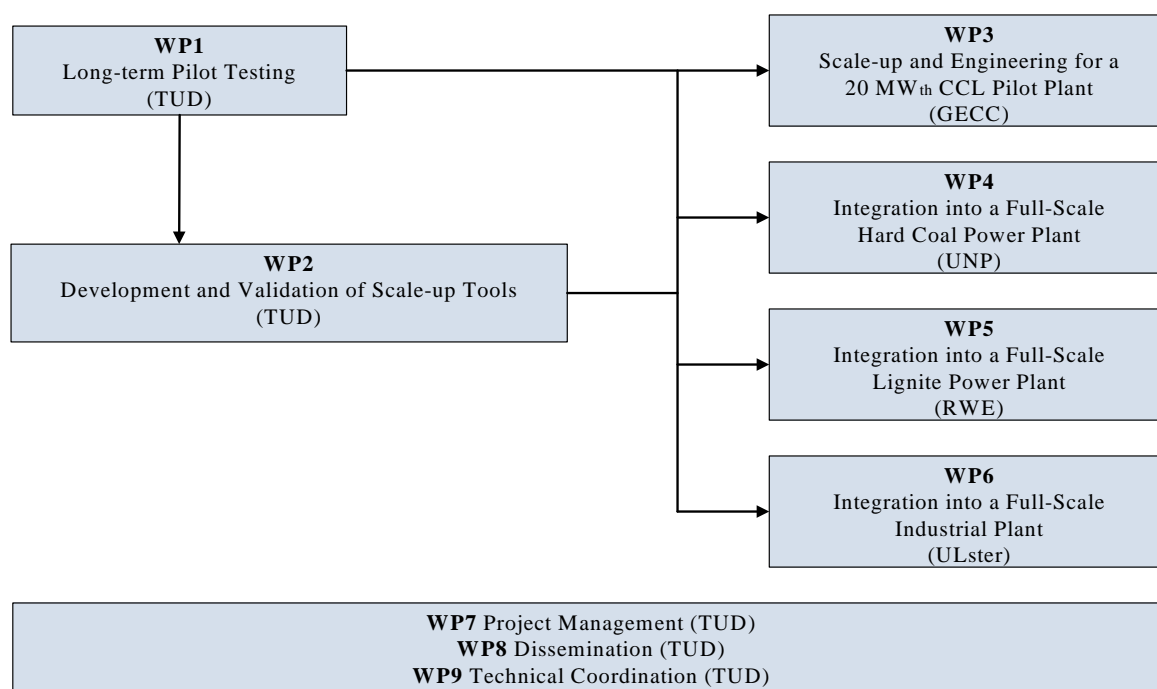 WP1
Long-term Pilot Testing
(TUD)
WP2
Development and Validation of Scale-up Tools
(TUD)
WP3
Scale-up and Engineering for a
20 MWth CCL Pilot Plant
(GECC)
WP4
Integration into a Full-Scale
Hard Coal Power Plant
(UNP)
WP5
Integration into a Full-Scale
Lignite Power Plant
(RWE)
WP6
Integration into a Full-Scale
Industrial Plant
(ULster)
WP7 Project Management (TUD)
WP8 Dissemination (TUD)
WP9 Technical Coordination (TUD)